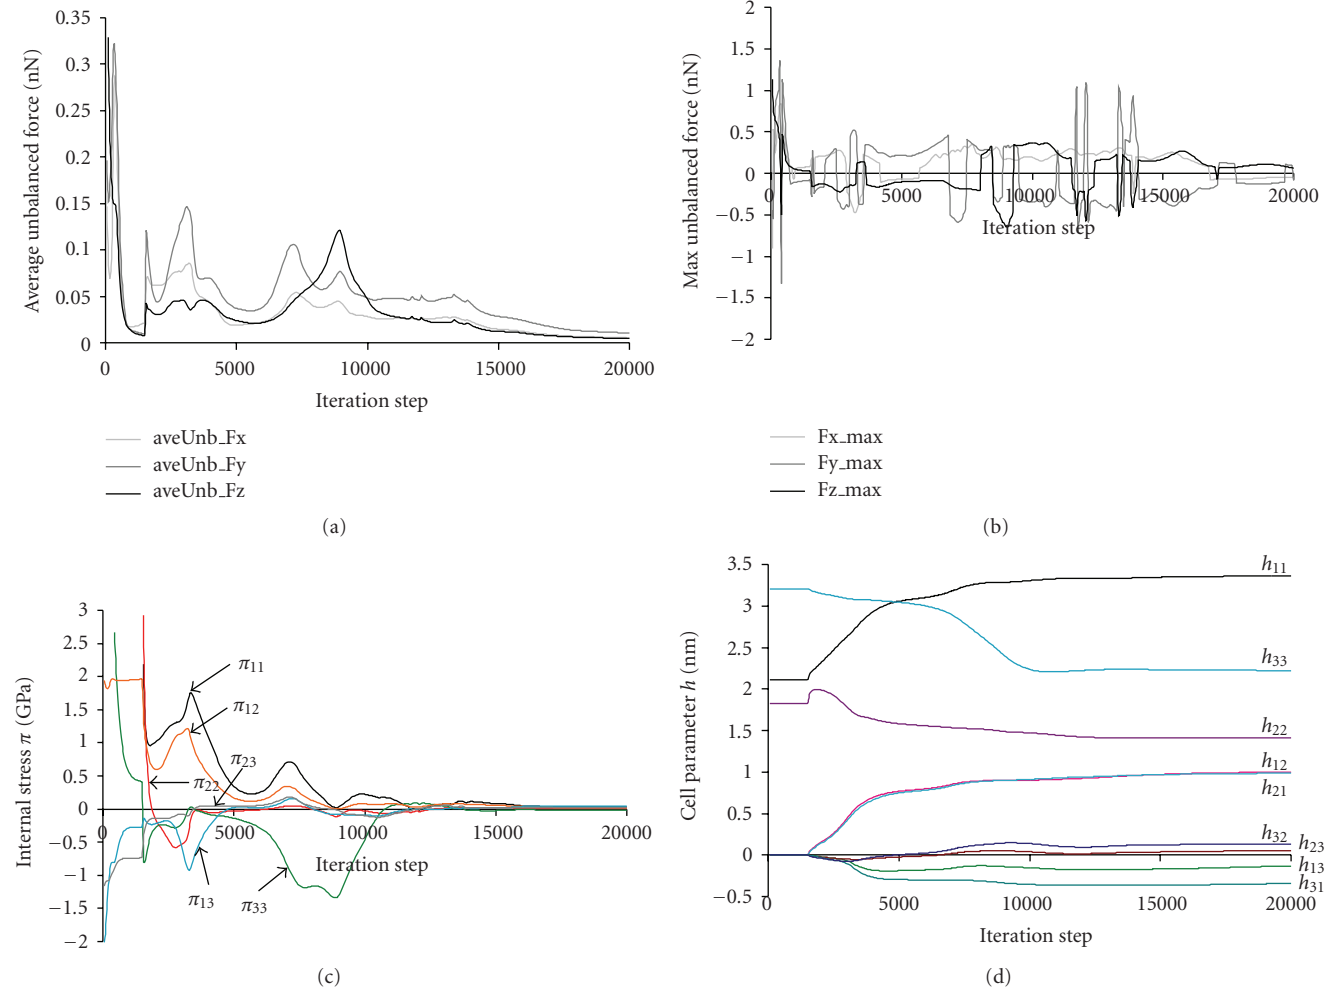 0.35
0.3
0.25
0.2
0.15
0.1
0.05
0
Average unbalanced force (nN)
0 5000 10000 15000 20000
Iteration step
aveUnb_Fx
aveUnb_Fy
aveUnb_Fz
(a)
2
1.5
1
0.5
0
−0.5
−1
−1.5
−2
Max unbalanced force (nN)
0 5000 10000 15000 20000
Iteration step
Fx_max
Fy_max
Fz_max
(b)
3
2.5
2
1.5
1
0.5
0
−0.5
−1
−1.5
−2
Internal stress π (GPa)
π11
π12
π23
π22
π13
π33
0 5000 10000 15000 20000
Iteration step
(c)
3.5
3
2.5
2
1.5
1
0.5
0
−0.5
Cell parameter h (nm)
h11
h33
h22
h12
h21
h32
h23
h13
h31
0 5000 10000 15000 20000
Iteration step
(d)